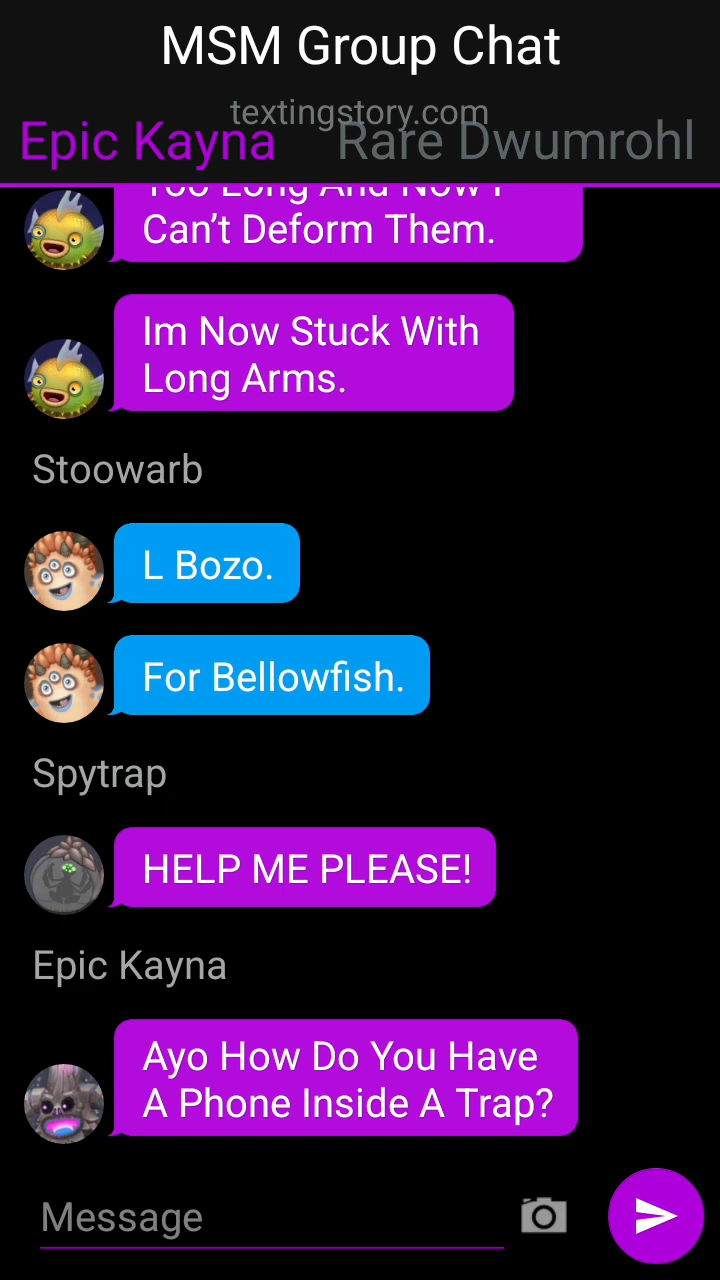 MSM Group Chat
textingstory.com
Epic Kayna
Rare Dwumrohl
Too Long And Now I
Can't Deform Them.
Im Now Stuck With
Long Arms.
Stoowarb
L Bozo.
For Bellowfish.
Spytrap
HELP ME PLEASE!
Epic Kayna
Ayo How Do You Have
A Phone Inside A Trap?
Message